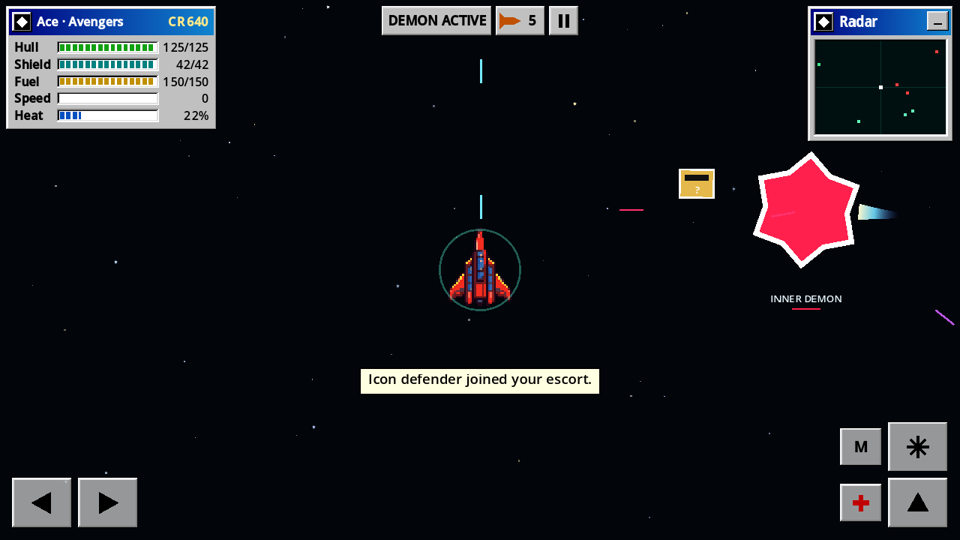 Ace · Avengers CR 640
Hull 125/125
Shield 42/42
Fuel 150/150
Speed 0
Heat 22%
DEMON ACTIVE
5
Radar
?
INNER DEMON
Icon defender joined your escort.
M